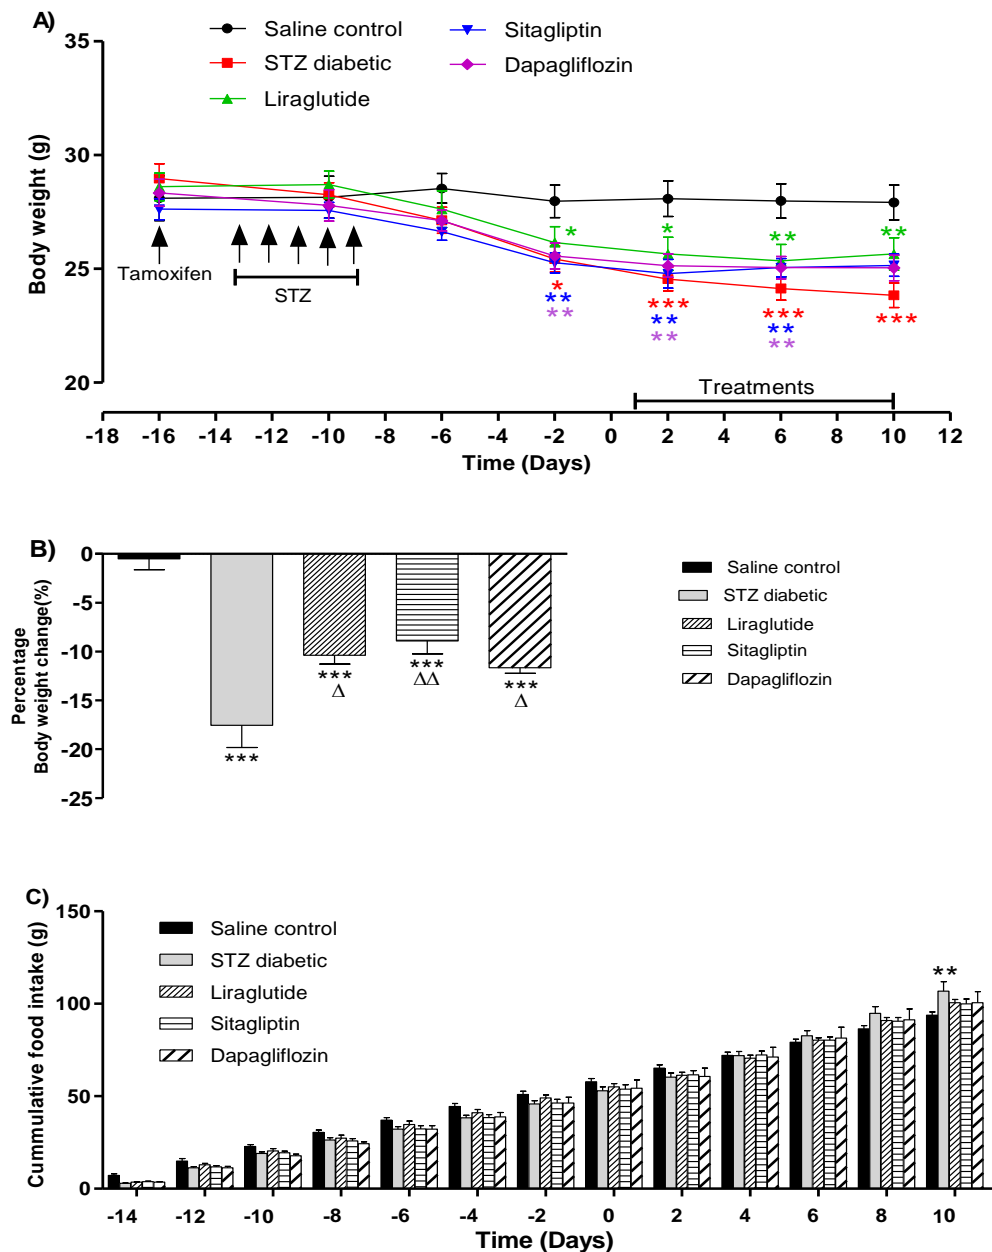 A)
Saline control
STZ diabetic
Liraglutide
Sitagliptin
Dapagliflozin
Body weight (g)
35
30
25
20
Tamoxifen
STZ
*
*
**
**
*
***
**
**
**
***
**
**
**
***
Treatments
-18 -16 -14 -12 -10 -8 -6 -4 -2 0 2 4 6 8 10 12
Time (Days)
B)
Percentage
Body weight change(%)
0
-5
-10
-15
-20
-25
***
***
Δ
***
ΔΔ
***
Δ
Saline control
STZ diabetic
Liraglutide
Sitagliptin
Dapagliflozin
C)
Cummulative food intake (g)
150
100
50
0
Saline control
STZ diabetic
Liraglutide
Sitagliptin
Dapagliflozin
**
-14 -12 -10 -8 -6 -4 -2 0 2 4 6 8 10
Time (Days)